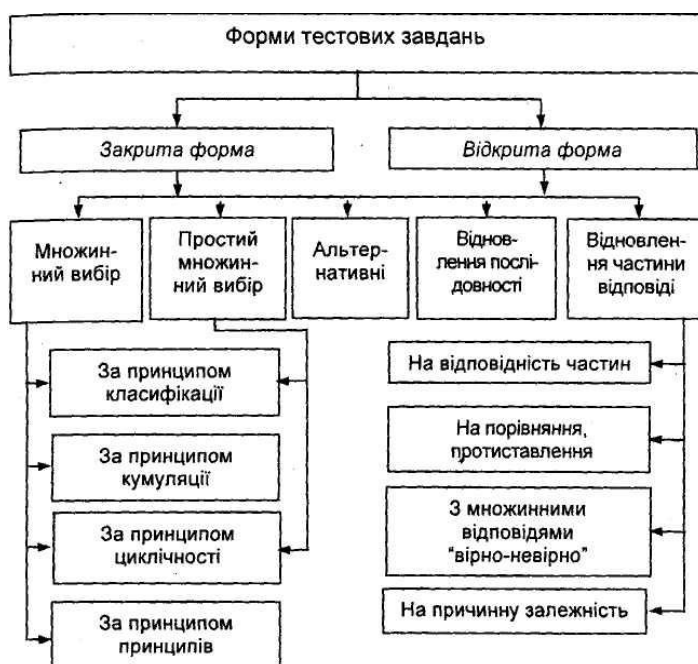 Форми тестових завдань
Закрита форма
Відкрита форма
Множин-
ний вибір
Простий
множин-
ний вибір
Альтер-
нативні
Віднов-
лення послі-
довності
Відновлен-
ня частини
відповіді
За принципом
класифікації
За принципом
кумуляції
За принципом
циклічності
За принципом
принципів
На відповідність частин
На порівняння,
протиставлення
З множинними
відповідями
“вірно-невірно”
На причинну залежність